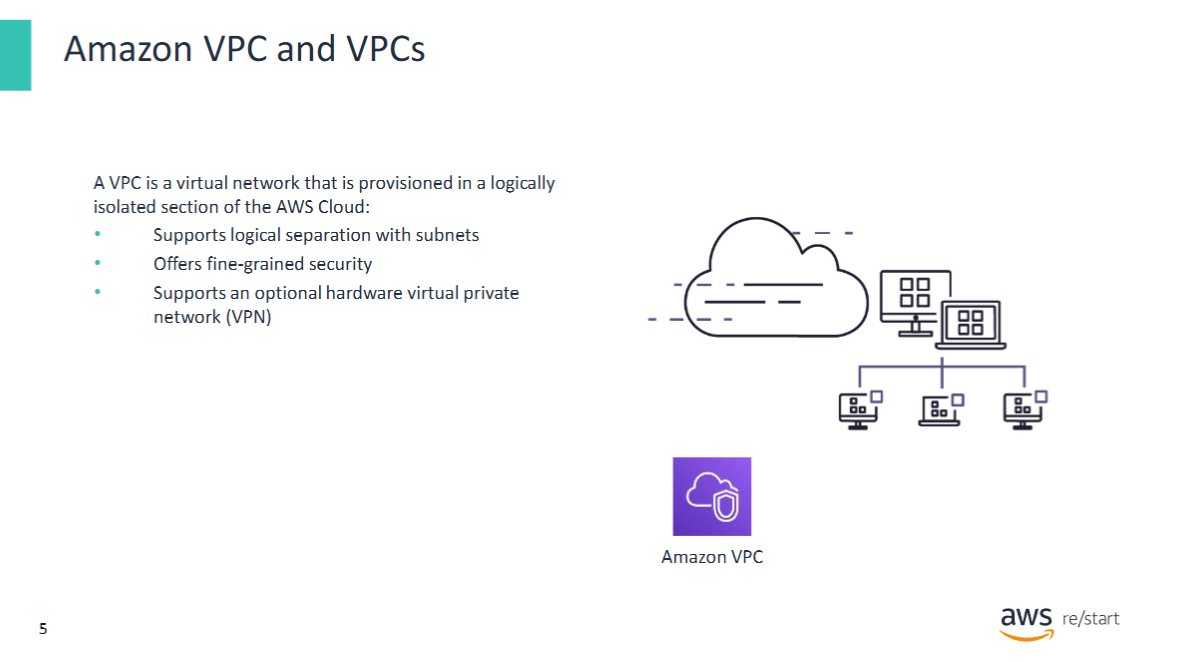 Amazon VPC and VPCs
A VPC is a virtual network that is provisioned in a logically
isolated section of the AWS Cloud:
• Supports logical separation with subnets
• Offers fine-grained security
• Supports an optional hardware virtual private
network (VPN)
Amazon VPC
5
aws re/start